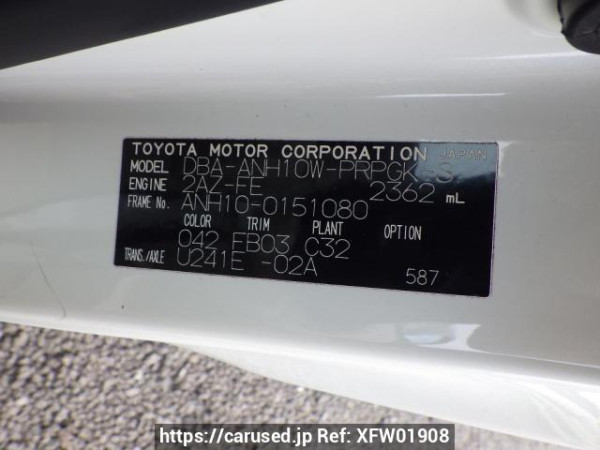 TOYOTA MOTOR CORPORATION JAPAN
MODEL DBA-ANH10W-PRPGK -S
ENGINE 2AZ-FE 2362 mL
FRAME No. ANH10-0151080
COLOR TRIM PLANT
042 FB03 C32
TRANS./AXLE U241E -02A
587
https://carused.jp Ref: XFW01908